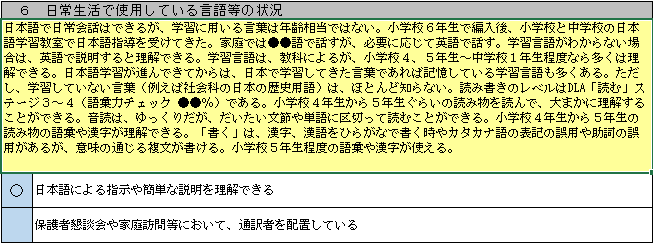 ６　日常生活で使用している言語等の状況
日本語で日常会話はできるが、学習に用いる言葉は年齢相当ではない。小学校６年生で編入後、小学校と中学校の日本
語学習教室で日本語指導を受けてきた。家庭では●●語で話すが、必要に応じて英語で話す。学習言語がわからない場
合は、英語で説明すると理解できる。学習言語は、教科によるが、小学校４、５年生～中学校１年生程度なら多くは理
解できる。日本語学習が進んできてからは、日本で学習してきた言葉であれば記憶している学習言語も多くある。ただ
し、学習していない言葉（例えば社会科の日本の歴史用語）は、ほとんど知らない。読み書きのレベルはDLA「読む」ス
テージ３～４（語彙力チェック ●●％）である。小学校４年生から５年生ぐらいの読み物を読んで、大まかに理解する
ことができる。音読は、ゆっくりだが、だいたい文節や単語に区切って読むことができる。小学校４年生から５年生の
読み物の語彙や漢字が理解できる。「書く」は、漢字、漢語をひらがなで書く時やカタカナ語の表記の誤用や助詞の誤
用があるが、意味の通じる複文が書ける。小学校５年生程度の語彙や漢字が使える。
○ 日本語による指示や簡単な説明を理解できる
保護者懇談会や家庭訪問等において、通訳者を配置している